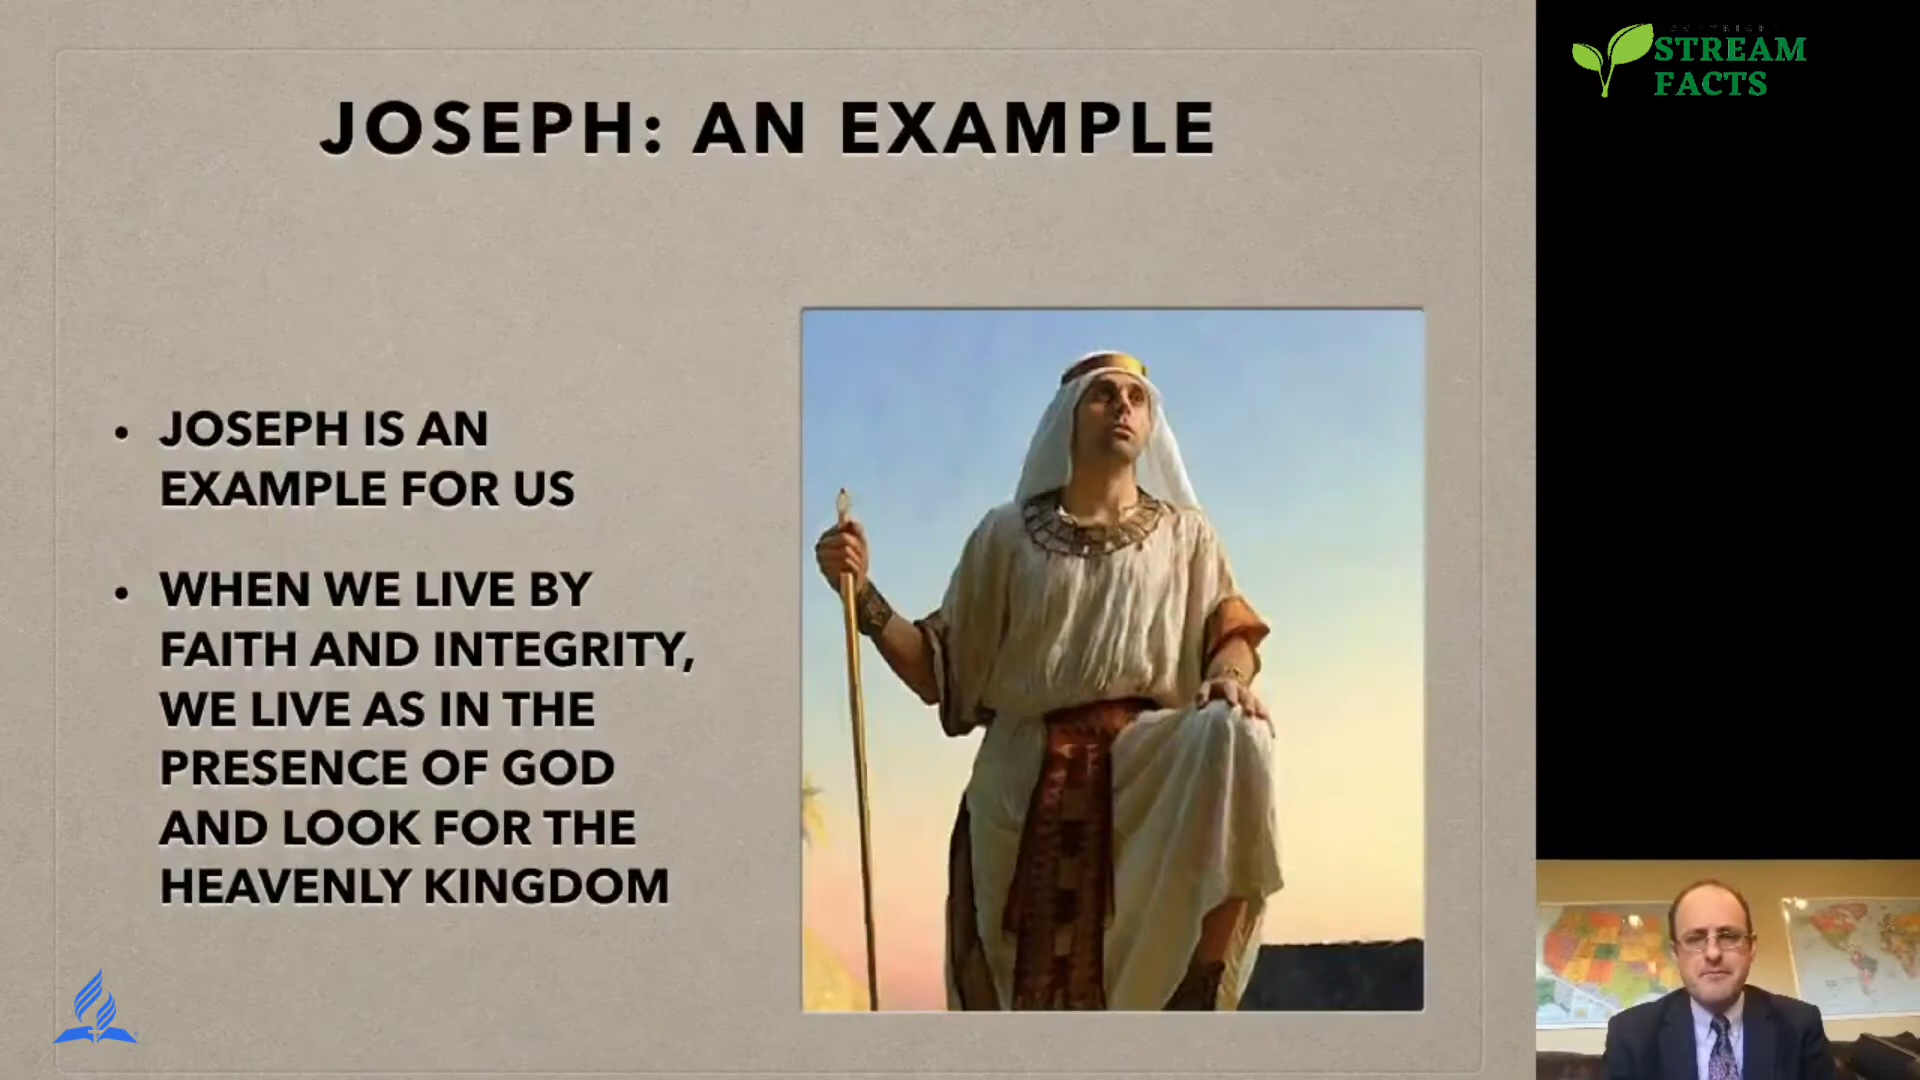 JOSEPH: AN EXAMPLE
• JOSEPH IS AN
EXAMPLE FOR US
• WHEN WE LIVE BY
FAITH AND INTEGRITY,
WE LIVE AS IN THE
PRESENCE OF GOD
AND LOOK FOR THE
HEAVENLY KINGDOM
STREAM
FACTS